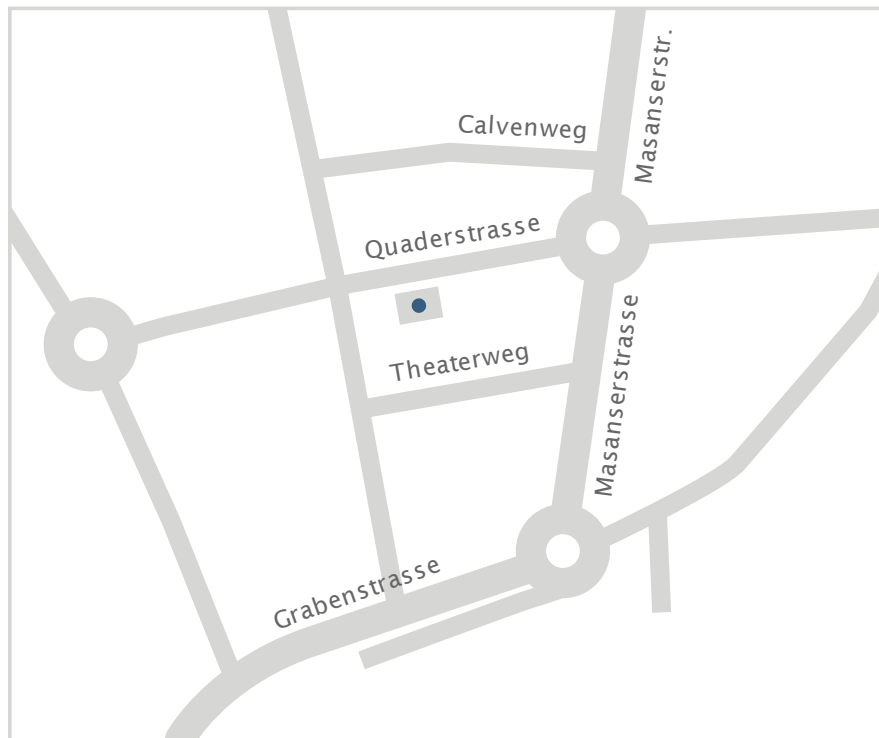 Masanserstr.
Calvenweg
Quaderstrasse
Masanserstrasse
Theaterweg
Grabenstrasse